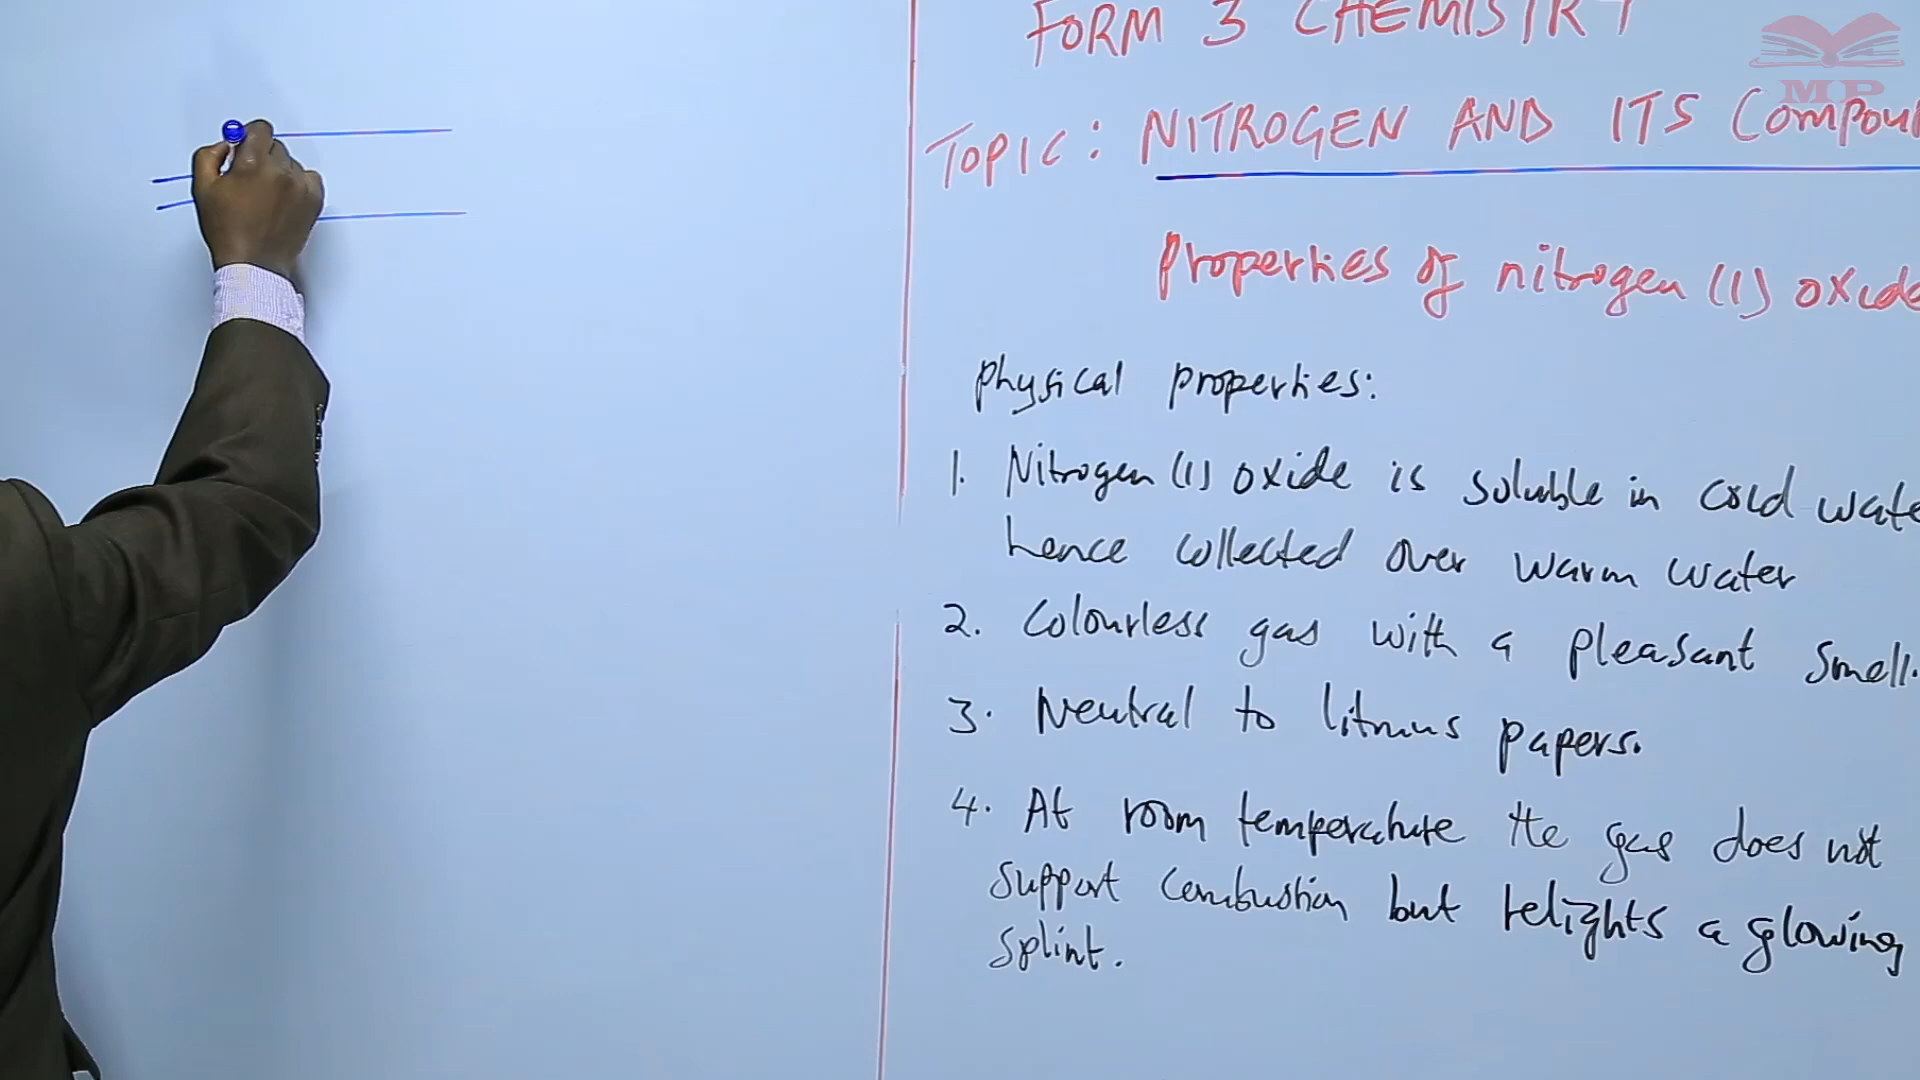 FORM 3 CHEMISTRY
MP
TOPIC: NITROGEN AND ITS COMPOU
Properties of nitrogen (I) oxide
Physical properties:
1. Nitrogen (I) oxide is soluble in cold wate
hence collected over warm water
2. Colourless gas with a pleasant smell.
3. Neutral to litmus papers.
4. At room temperature the gas does not
support combustion but relights a glowing
splint.